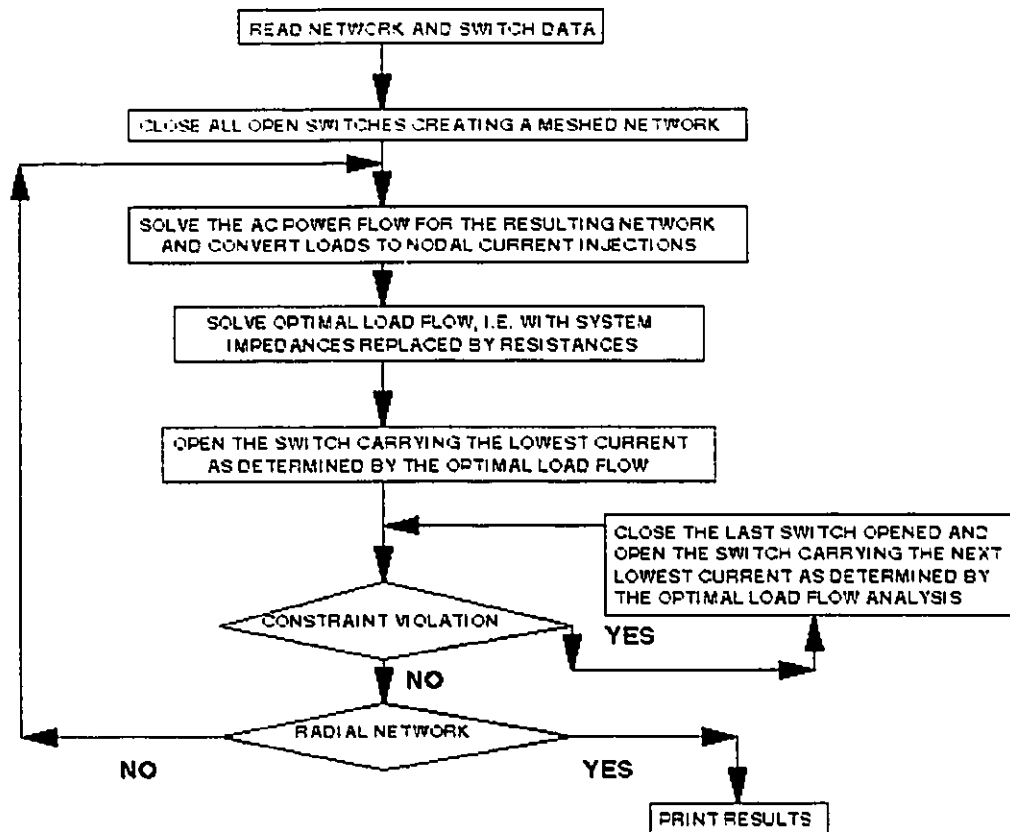 READ NETWORK AND SWITCH DATA
CLOSE ALL OPEN SWITCHES CREATING A MESHED NETWORK
SOLVE THE AC POWER FLOW FOR THE RESULTING NETWORK
AND CONVERT LOADS TO NODAL CURRENT INJECTIONS
SOLVE OPTIMAL LOAD FLOW, I.E. WITH SYSTEM
IMPEDANCES REPLACED BY RESISTANCES
OPEN THE SWITCH CARRYING THE LOWEST CURRENT
AS DETERMINED BY THE OPTIMAL LOAD FLOW
CLOSE THE LAST SWITCH OPENED AND
OPEN THE SWITCH CARRYING THE NEXT
LOWEST CURRENT AS DETERMINED BY
THE OPTIMAL LOAD FLOW ANALYSIS
CONSTRAINT VIOLATION
YES
NO
RADIAL NETWORK
NO
YES
PRINT RESULTS